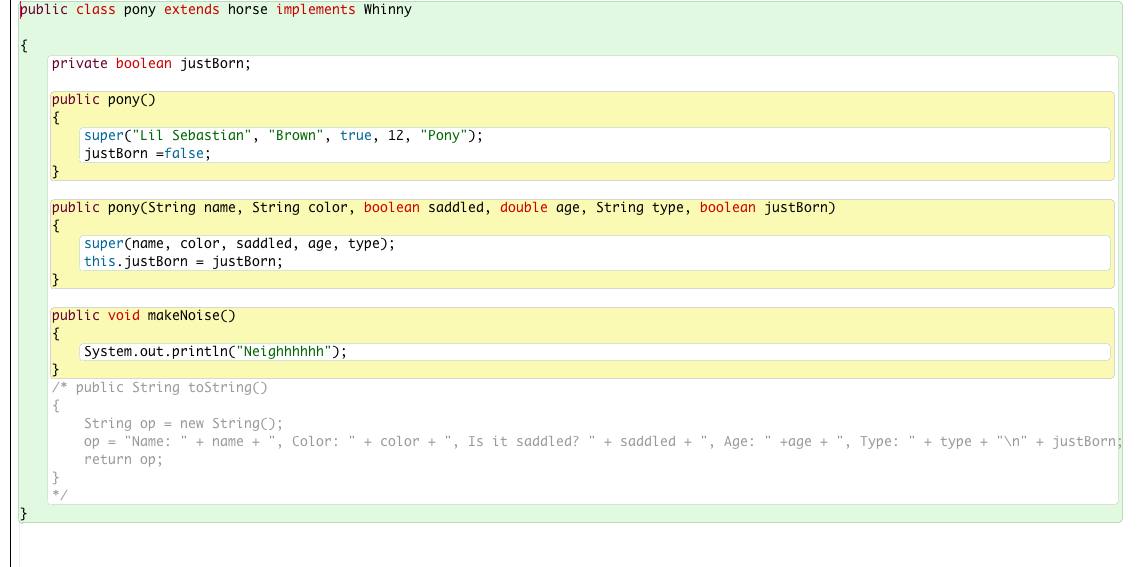 public class pony extends horse implements Whinny
{
private boolean justBorn;
public pony()
{
super("Lil Sebastian", "Brown", true, 12, "Pony");
justBorn =false;
}
public pony(String name, String color, boolean saddled, double age, String type, boolean justBorn)
{
super(name, color, saddled, age, type);
this.justBorn = justBorn;
}
public void makeNoise()
{
System.out.println("Neighhhhhh");
}
/* public String toString()
{
String op = new String();
op = "Name: " + name + ", Color: " + color + ", Is it saddled? " + saddled + ", Age: " +age + ", Type: " + type + "\n" + justBorn;
return op;
}
*/
}